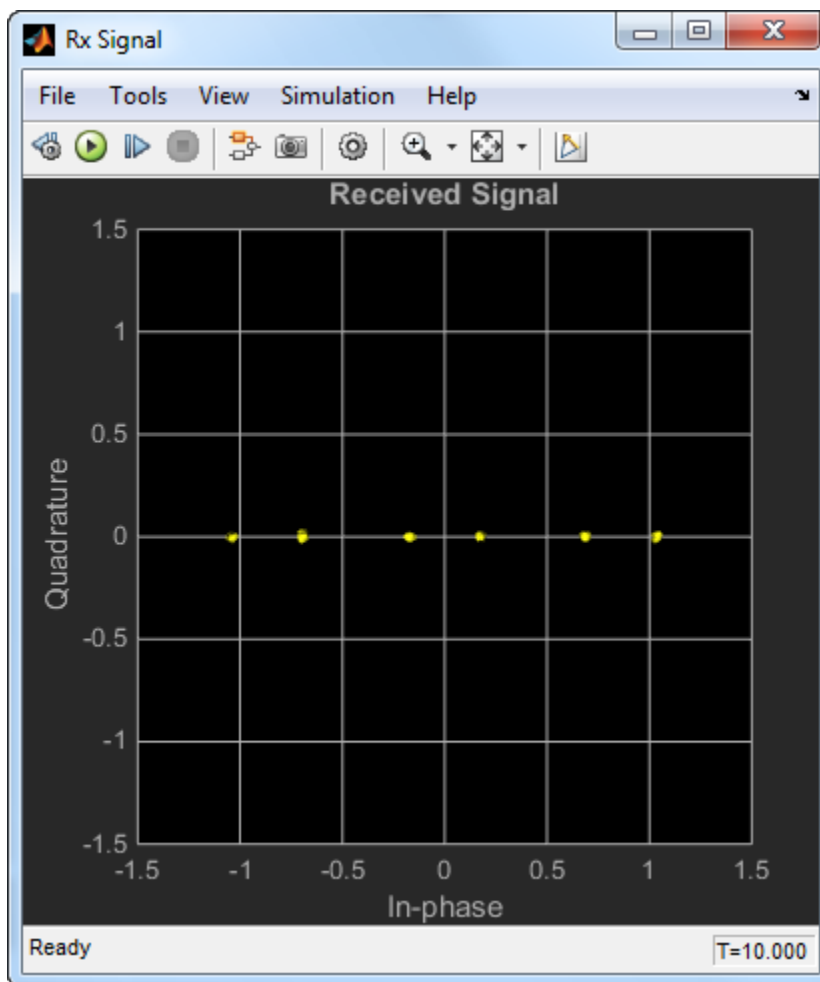 Rx Signal
File Tools View Simulation Help
Received Signal
1.5
1
0.5
0
-0.5
-1
-1.5
Quadrature
-1.5 -1 -0.5 0 0.5 1 1.5
In-phase
Ready T=10.000